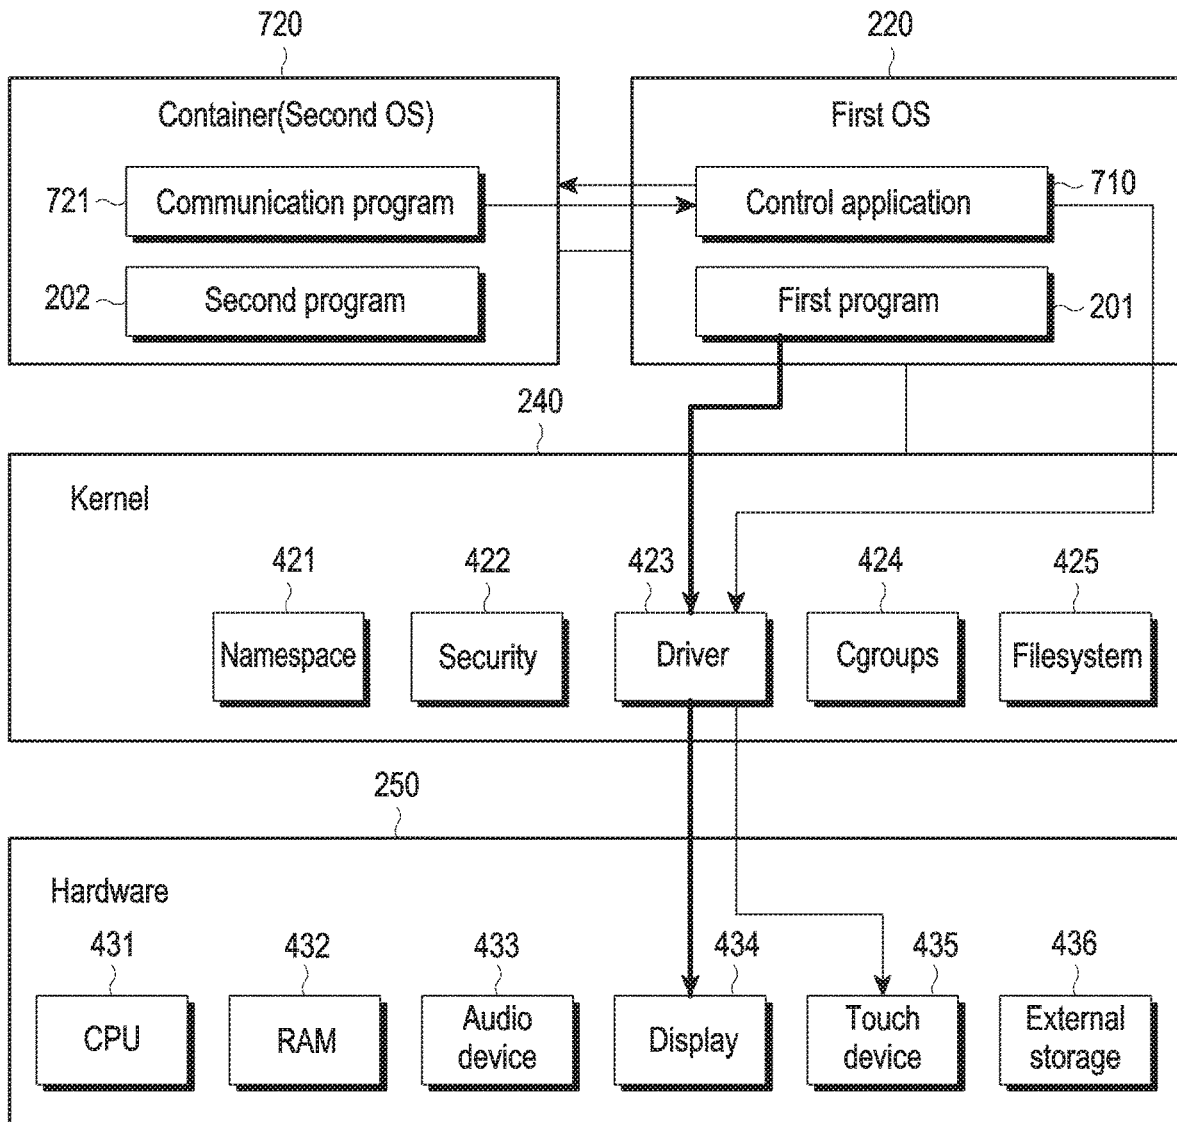 720
220
Container(Second OS)
First OS
721
Communication program
Control application
710
202
Second program
First program
201
240
Kernel
421
422
423
424
425
Namespace
Security
Driver
Cgroups
Filesystem
250
Hardware
431
432
433
434
435
436
CPU
RAM
Audio
device
Display
Touch
device
External
storage